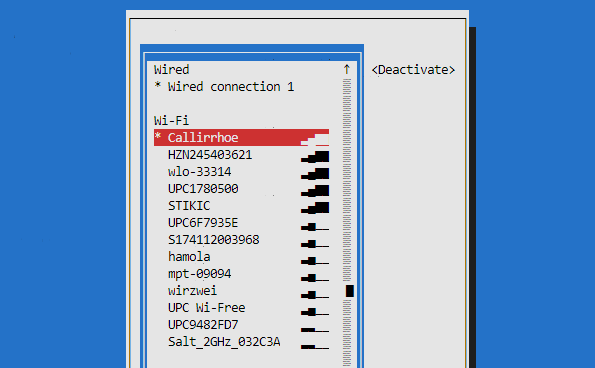 Wired ↑ <Deactivate>
* Wired connection 1
Wi-Fi
* Callirrhoe
HZN245403621
wlo-33314
UPC1780500
STIKIC
UPC6F7935E
S174112003968
hamola
mpt-09094
wirzwei
UPC Wi-Free
UPC9482FD7
Salt_2GHz_032C3A